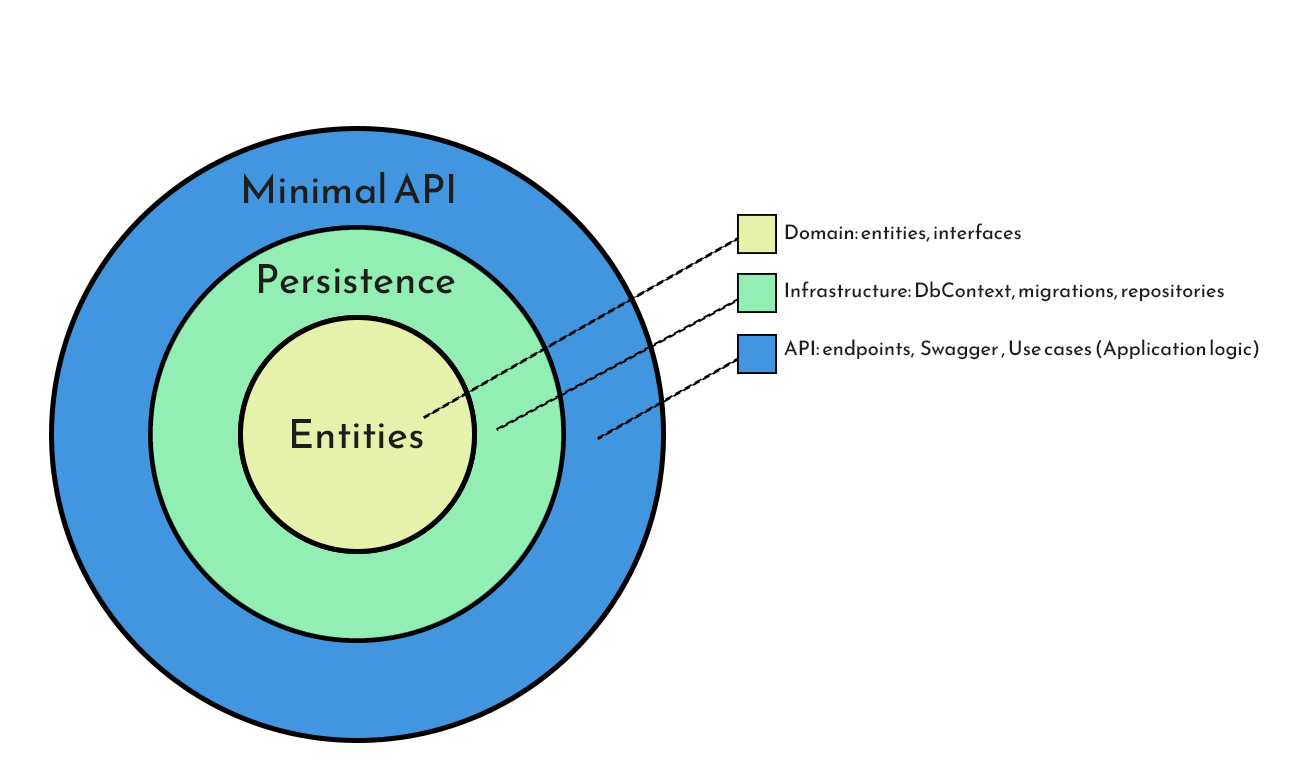 Minimal API
Persistence
Entities
Domain: entities, interfaces
Infrastructure: DbContext, migrations, repositories
API: endpoints, Swagger , Use cases (Application logic)